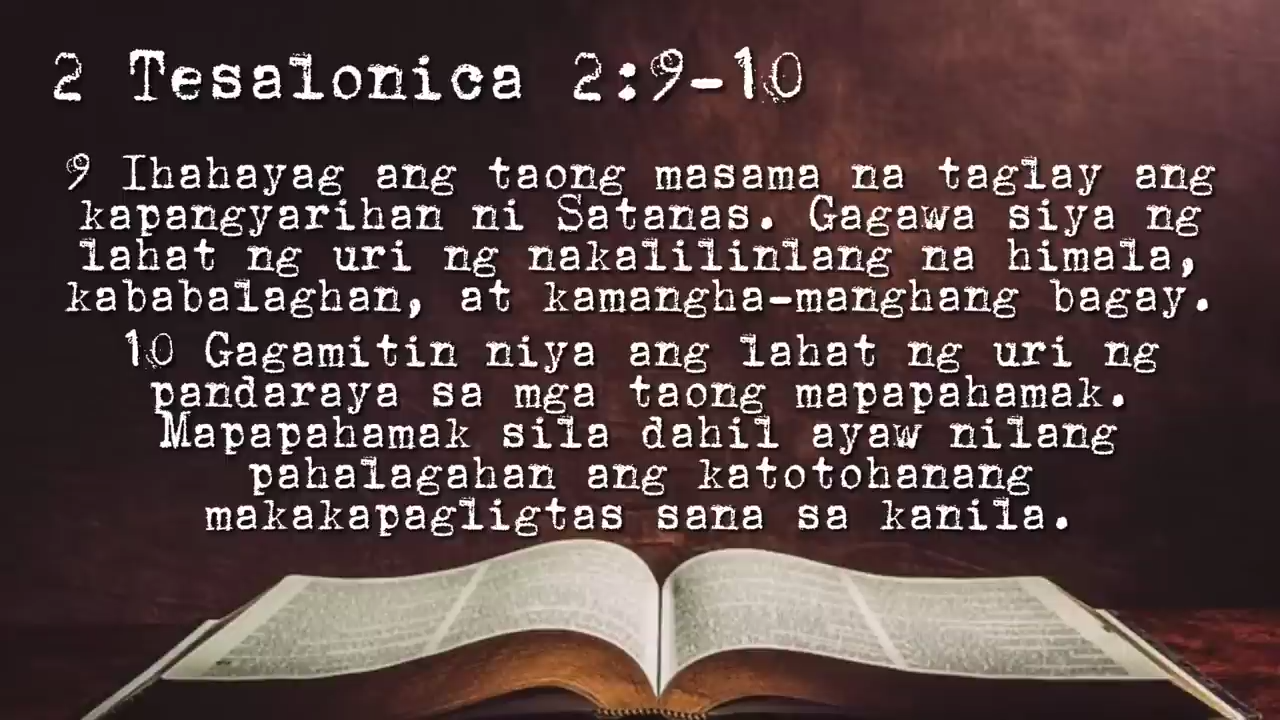 2 Tesalonica 2:9-10
9 Ihahayag ang taong masama na taglay ang
kapangyarihan ni Satanas. Gagawa siya ng
lahat ng uri ng nakalilinlang na himala,
kababalaghan, at kamangha-manghang bagay.
10 Gagamitin niya ang lahat ng uri ng
pandaraya sa mga taong mapapahamak.
Mapapahamak sila dahil ayaw nilang
pahalagahan ang katotohanang
makakapagligtas sana sa kanila.